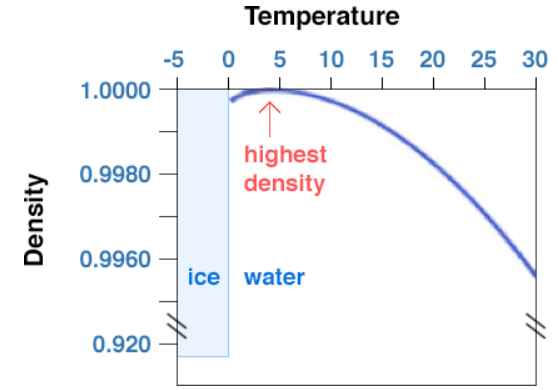 Temperature
-5 0 5 10 15 20 25 30
1.0000
highest
density
0.9980
Density
0.9960
ice water
0.920